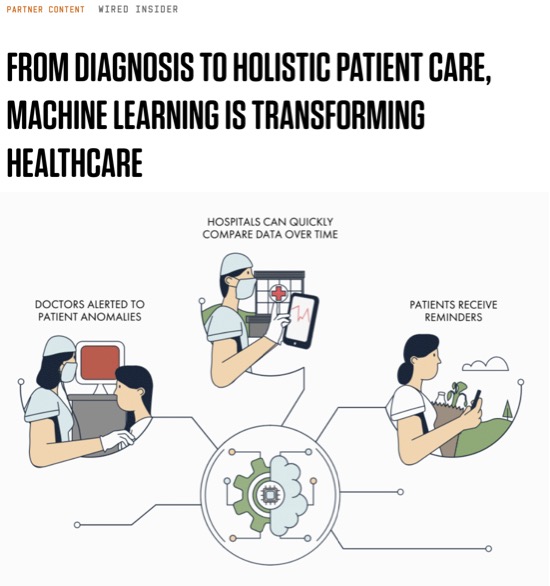 PARTNER CONTENT WIRED INSIDER
FROM DIAGNOSIS TO HOLISTIC PATIENT CARE,
MACHINE LEARNING IS TRANSFORMING
HEALTHCARE
HOSPITALS CAN QUICKLY
COMPARE DATA OVER TIME
DOCTORS ALERTED TO
PATIENT ANOMALIES
PATIENTS RECEIVE
REMINDERS